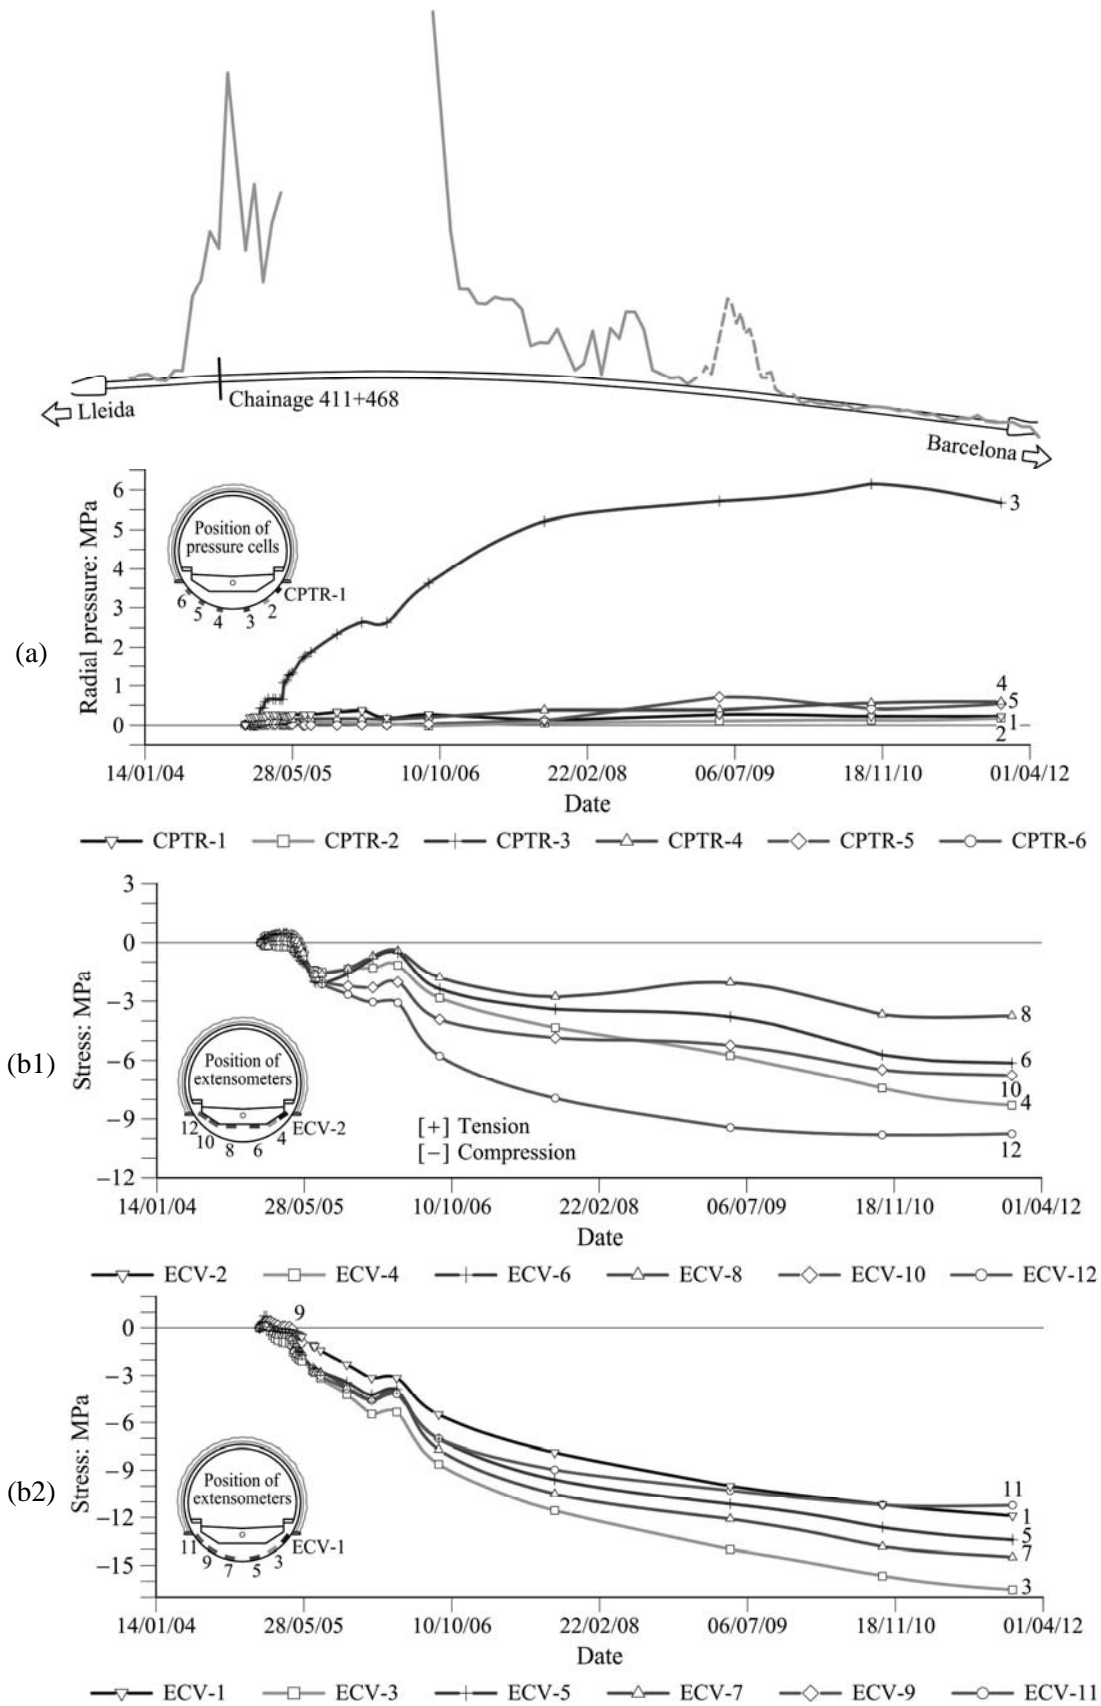 Lleida
Chainage 411+468
Barcelona
(a)
Radial pressure: MPa
6
5
4
3
2
1
0
Position of
pressure cells
CPTR-1
6
5
4
3
2
3
4
5
1
2
14/01/04 28/05/05 10/10/06 22/02/08 06/07/09 18/11/10 01/04/12
Date
CPTR-1 CPTR-2 CPTR-3 CPTR-4 CPTR-5 CPTR-6
(b1)
Stress: MPa
3
0
−3
−6
−9
−12
Position of
extensometers
ECV-2
12
10
8
6
4
[+] Tension
[−] Compression
8
6
10
4
12
14/01/04 28/05/05 10/10/06 22/02/08 06/07/09 18/11/10 01/04/12
Date
ECV-2 ECV-4 ECV-6 ECV-8 ECV-10 ECV-12
(b2)
Stress: MPa
0
−3
−6
−9
−12
−15
9
Position of
extensometers
ECV-1
11
9
7
5
3
11
1
5
7
3
14/01/04 28/05/05 10/10/06 22/02/08 06/07/09 18/11/10 01/04/12
Date
ECV-1 ECV-3 ECV-5 ECV-7 ECV-9 ECV-11